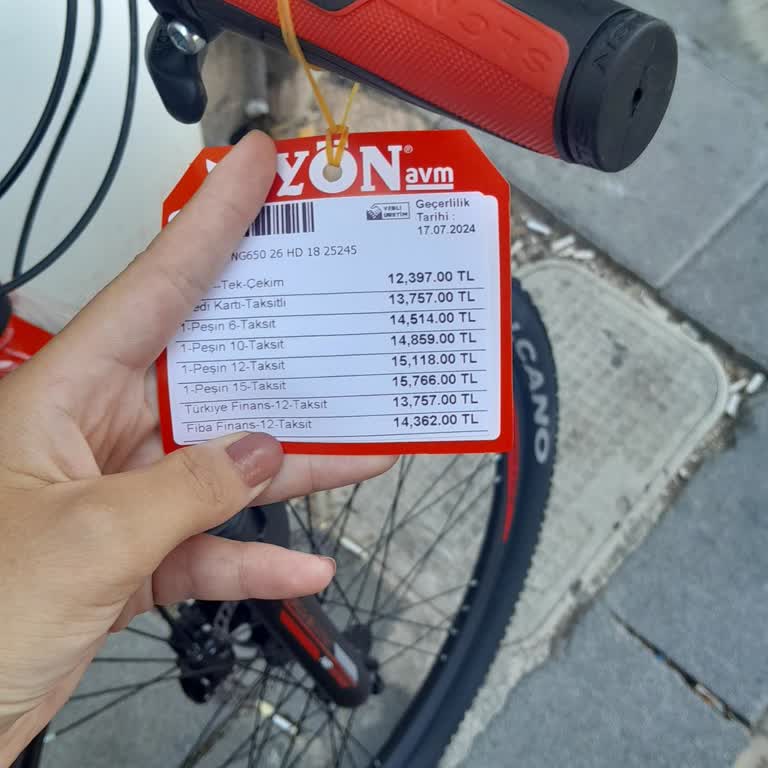 YÖN® avm
YERLİ
ÜRETİM
Geçerlilik
Tarihi :
17.07.2024
NG650 26 HD 18 25245
Tek-Çekim 12,397.00 TL
Kartı-Taksitli 13,757.00 TL
1-Peşin 6-Taksit 14,514.00 TL
1-Peşin 10-Taksit 14,859.00 TL
1-Peşin 12-Taksit 15,118.00 TL
1-Peşin 15-Taksit 15,766.00 TL
Türkiye Finans-12-Taksit 13,757.00 TL
Fiba Finans-12-Taksit 14,362.00 TL
CANO